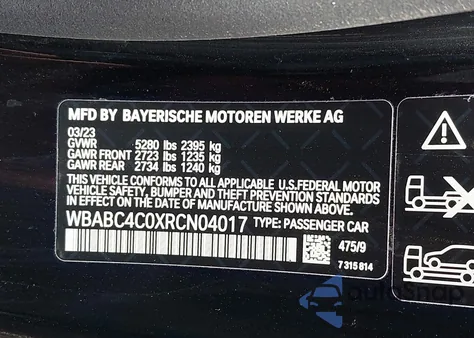 MFD BY BAYERISCHE MOTOREN WERKE AG
03/23
GVWR 5280 lbs 2395 kg
GAWR FRONT 2723 lbs 1235 kg
GAWR REAR 2734 lbs 1240 kg
THIS VEHICLE CONFORMS TO ALL APPLICABLE U.S.FEDERAL MOTOR
VEHICLE SAFETY, BUMPER, AND THEFT PREVENTION STANDARDS
IN EFFECT ON THE DATE OF MANUFACTURE SHOWN ABOVE.
WBABC4C0XRCN04017 TYPE: PASSENGER CAR
475/9
7 315 814
autosnap